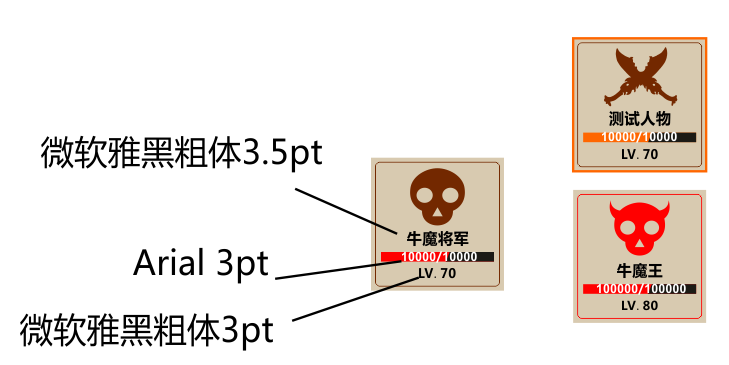 测试人物
10000/10000
LV. 70
微软雅黑粗体3.5pt
牛魔将军
10000/10000
LV. 70
Arial 3pt
微软雅黑粗体3pt
牛魔王
100000/100000
LV. 80